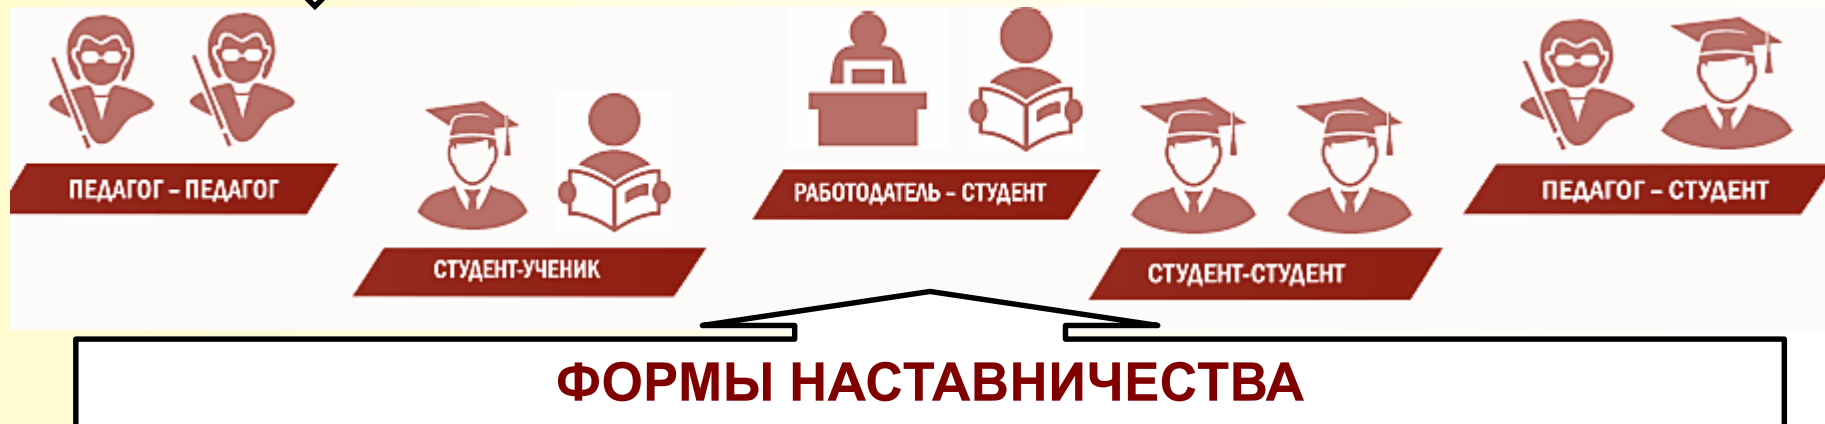 ПЕДАГОГ – ПЕДАГОГ
СТУДЕНТ-УЧЕНИК
РАБОТОДАТЕЛЬ – СТУДЕНТ
СТУДЕНТ-СТУДЕНТ
ПЕДАГОГ – СТУДЕНТ
ФОРМЫ НАСТАВНИЧЕСТВА